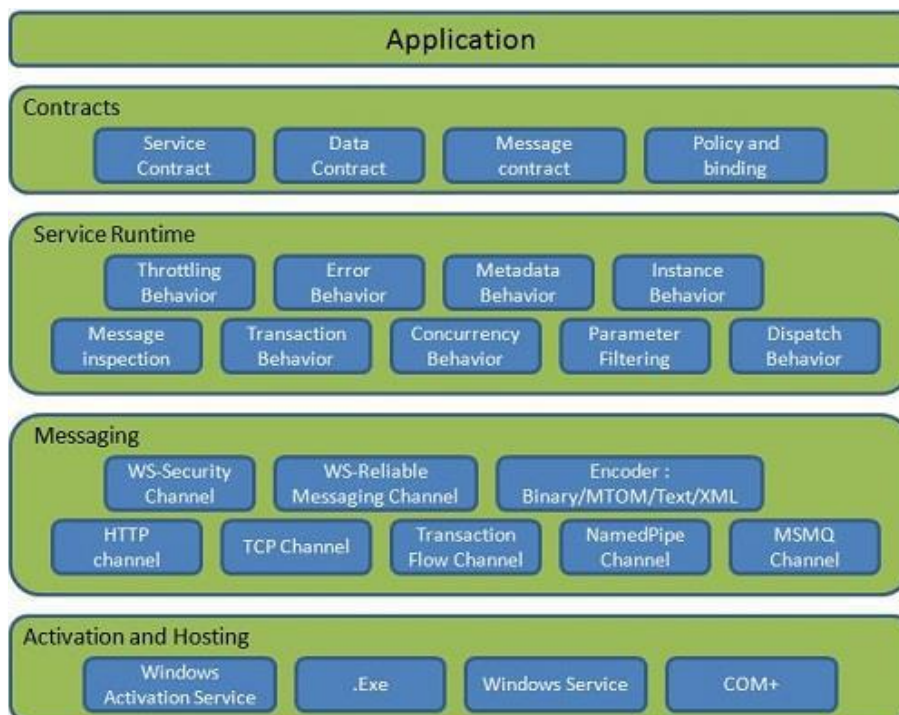 Application
Contracts
Service
Contract
Data
Contract
Message
contract
Policy and
binding
Service Runtime
Throttling
Behavior
Error
Behavior
Metadata
Behavior
Instance
Behavior
Message
inspection
Transaction
Behavior
Concurrency
Behavior
Parameter
Filtering
Dispatch
Behavior
Messaging
WS-Security
Channel
WS-Reliable
Messaging Channel
Encoder :
Binary/MTOM/Text/XML
HTTP
channel
TCP Channel
Transaction
Flow Channel
NamedPipe
Channel
MSMQ
Channel
Activation and Hosting
Windows
Activation Service
.Exe
Windows Service
COM+